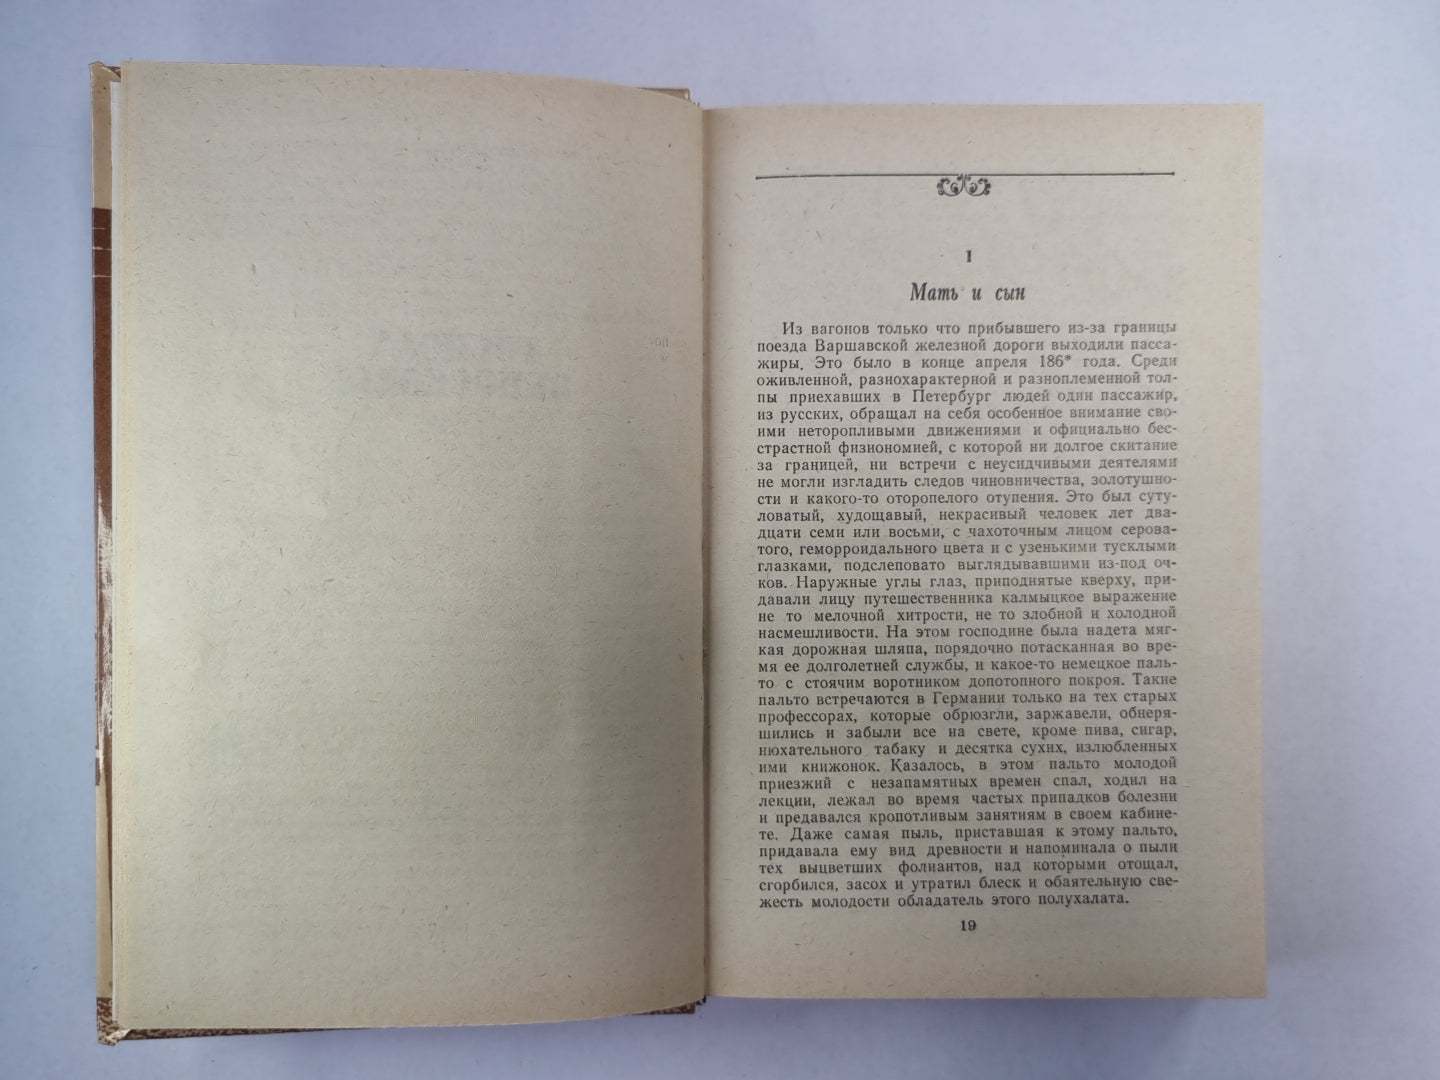 1
Мать и сын
Из вагонов только что прибывшего из-за границы
поезда Варшавской железной дороги выходили пасса-
жиры. Это было в конце апреля 186* года. Среди
оживленной, разнохарактерной и разноплеменной тол-
пы приехавших в Петербург людей один пассажир,
из русских, обращал на себя особенное внимание сво-
ими неторопливыми движениями и официально бес-
страстной физиономией, с которой ни долгое скитание
за границей, ни встречи с неусидчивыми деятелями
не могли изгладить следов чиновничества, золотушно-
сти и какого-то оторопелого отупения. Это был суту-
ловатый, худощавый, некрасивый человек лет два-
дцати семи или восьми, с чахоточным лицом серова-
того, геморроидального цвета и с узенькими тусклыми
глазками, подслеповато выглядывавшими из-под оч-
ков. Наружные углы глаз, приподнятые кверху, при-
давали лицу путешественника калмыцкое выражение
не то мелочной хитрости, не то злобной и холодной
насмешливости. На этом господине была надета мяг-
кая дорожная шляпа, порядочно потасканная во вре-
мя ее долголетней службы, и какое-то немецкое паль-
то с стоячим воротником допотопного покроя. Такие
пальто встречаются в Германии только на тех старых
профессорах, которые обрюзгли, заржавели, обнеря-
шились и забыли все на свете, кроме пива, сигар,
нюхательного табаку и десятка сухих, излюбленных
ими книжонок. Казалось, в этом пальто молодой
приезжий с незапамятных времен спал, ходил на
лекции, лежал во время частых припадков болезни
и предавался кропотливым занятиям в своем кабине-
те. Даже самая пыль, приставшая к этому пальто,
придавала ему вид древности и напоминала о пыли
тех выцветших фолиантов, над которыми отощал,
сгорбился, засох и утратил блеск и обаятельную све-
жесть молодости обладатель этого полухалата.
19